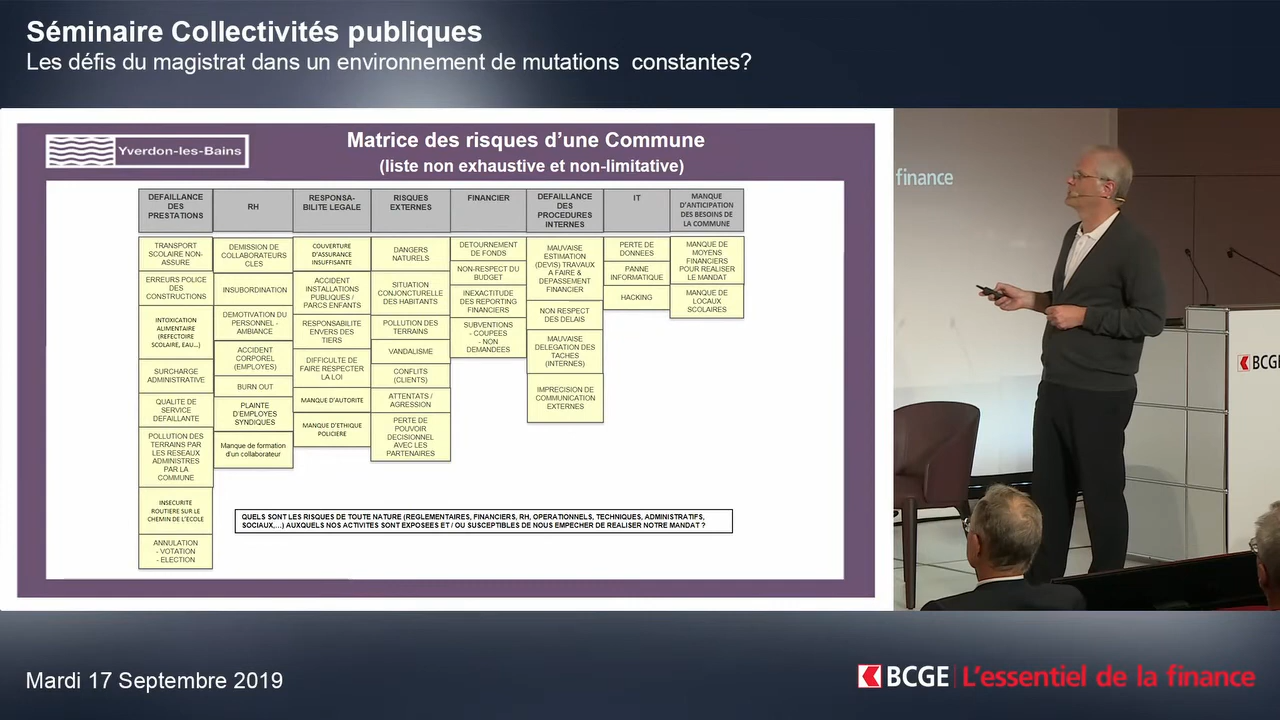 Séminaire Collectivités publiques
Les défis du magistrat dans un environnement de mutations constantes?
Yverdon-les-Bains
Matrice des risques d'une Commune
(liste non exhaustive et non-limitative)
DEFAILLANCE
DES
PRESTATIONS
TRANSPORT
SCOLAIRE NON-
ASSURE
ERREURS POLICE
DES
CONSTRUCTIONS
INTOXICATION
ALIMENTAIRE
(REFECTOIRE
SCOLAIRE, EAU...)
SURCHARGE
ADMINISTRATIVE
QUALITE DE
SERVICE
DEFAILLANTE
POLLUTION DES
TERRAINS PAR
LES RESEAUX
ADMINISTRES
PAR LA
COMMUNE
INSECURITE
ROUTIERE SUR LE
CHEMIN DE L'ECOLE
ANNULATION
- VOTATION
- ELECTION
RH
DEMISSION DE
COLLABORATEURS
CLES
INSUBORDINATION
DEMOTIVATION DU
PERSONNEL -
AMBIANCE
ACCIDENT
CORPOREL
(EMPLOYES)
BURN OUT
PLAINTE
D'EMPLOYES
SYNDIQUES
Manque de formation
d'un collaborateur
RESPONSA-
BILITE LEGALE
COUVERTURE
D'ASSURANCE
INSUFFISANTE
ACCIDENT
INSTALLATIONS
PUBLIQUES /
PARCS ENFANTS
RESPONSABILITE
ENVERS DES
TIERS
DIFFICULTE DE
FAIRE RESPECTER
LA LOI
MANQUE D'AUTORITE
MANQUE D'ETHIQUE
POLICIERE
RISQUES
EXTERNES
DANGERS
NATURELS
SITUATION
CONJONCTURELLE
DES HABITANTS
POLLUTION DES
TERRAINS
VANDALISME
CONFLITS
(CLIENTS)
ATTENTATS /
AGRESSION
PERTE DE
POUVOIR
DECISIONNEL
AVEC LES
PARTENAIRES
FINANCIER
DETOURNEMENT
DE FONDS
NON-RESPECT DU
BUDGET
INEXACTITUDE
DES REPORTING
FINANCIERS
SUBVENTIONS
- COUPEES
- NON
DEMANDEES
DEFAILLANCE
DES
PROCEDURES
INTERNES
MAUVAISE
ESTIMATION
(DEVIS) TRAVAUX
A FAIRE &
DEPASSEMENT
FINANCIER
NON RESPECT
DES DELAIS
MAUVAISE
DELEGATION DES
TACHES
(INTERNES)
IMPRECISION DE
COMMUNICATION
EXTERNES
IT
PERTE DE
DONNEES
PANNE
INFORMATIQUE
HACKING
MANQUE
D'ANTICIPATION
DES BESOINS DE
LA COMMUNE
MANQUE DE
MOYENS
FINANCIERS
POUR REALISER
LE MANDAT
MANQUE DE
LOCAUX
SCOLAIRES
QUELS SONT LES RISQUES DE TOUTE NATURE (REGLEMENTAIRES, FINANCIERS, RH, OPERATIONNELS, TECHNIQUES, ADMINISTRATIFS,
SOCIAUX,...) AUXQUELS NOS ACTIVITES SONT EXPOSEES ET / OU SUSCEPTIBLES DE NOUS EMPECHER DE REALISER NOTRE MANDAT ?
finance
BCGE
Mardi 17 Septembre 2019
BCGE L'essentiel de la finance